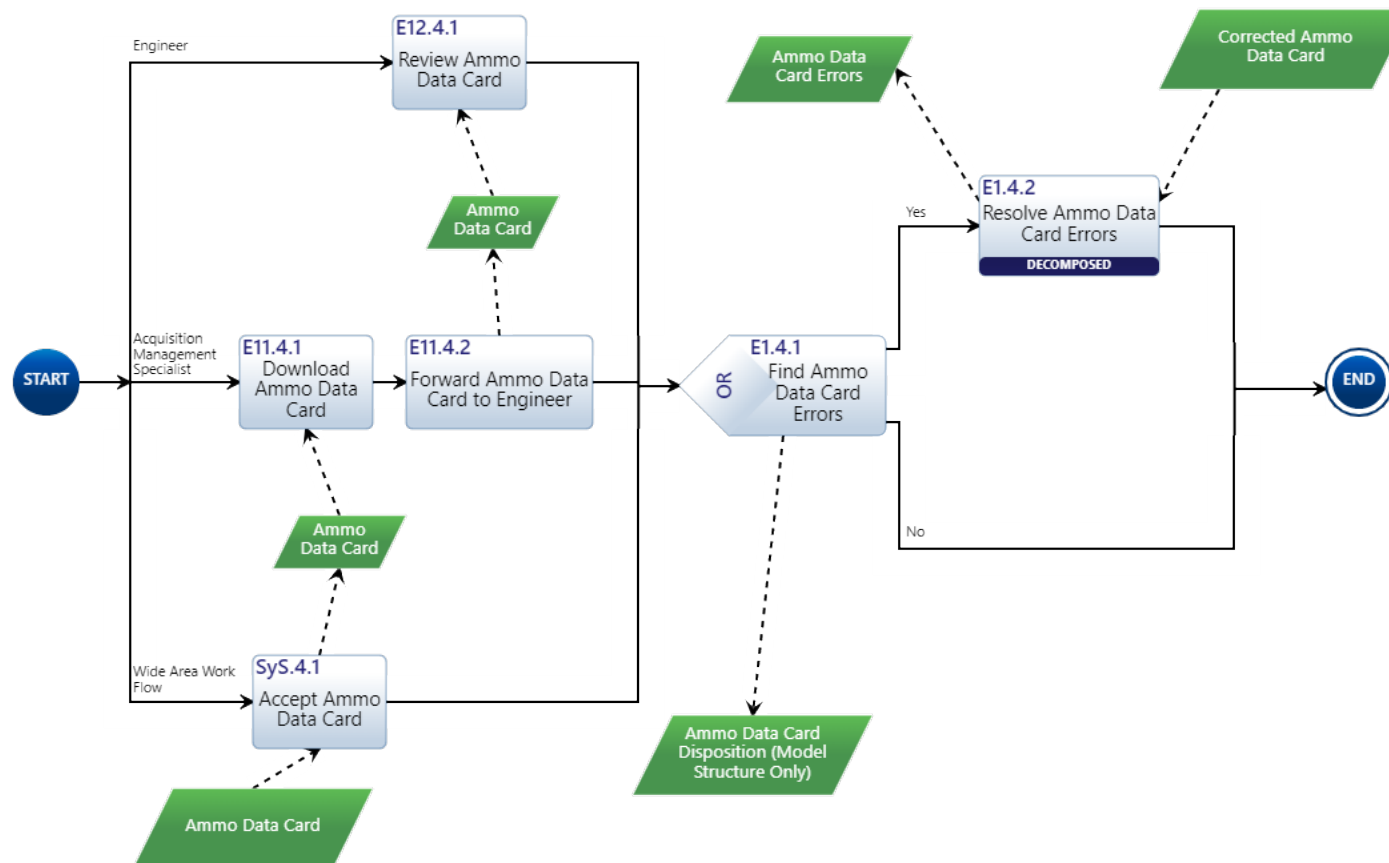 Engineer
E12.4.1
Review Ammo
Data Card
Ammo Data
Card Errors
Corrected Ammo
Data Card
Ammo
Data Card
E1.4.2
Resolve Ammo Data
Card Errors
DECOMPOSED
Yes
START
Acquisition
Management
Specialist
E11.4.1
Download
Ammo Data
Card
E11.4.2
Forward Ammo Data
Card to Engineer
OR
E1.4.1
Find Ammo
Data Card
Errors
END
Ammo
Data Card
No
Wide Area Work
Flow
SyS.4.1
Accept Ammo
Data Card
Ammo Data Card
Disposition (Model
Structure Only)
Ammo Data Card